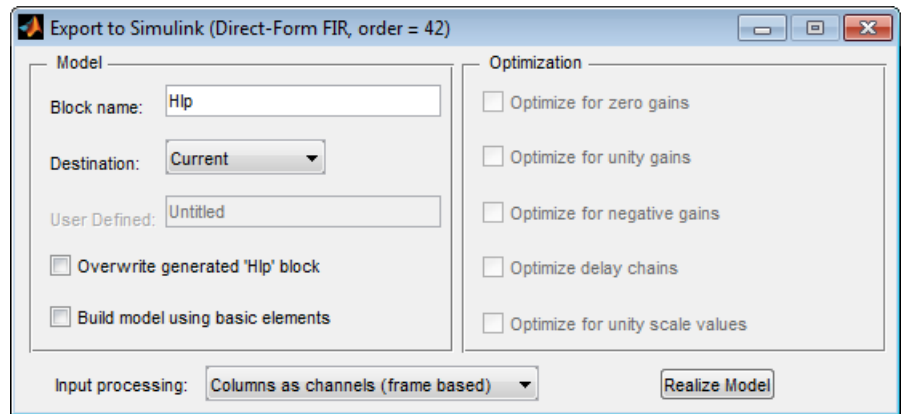 Export to Simulink (Direct-Form FIR, order = 42)
Model
Block name: Hlp
Destination: Current
User Defined: Untitled
Overwrite generated 'Hlp' block
Build model using basic elements
Optimization
Optimize for zero gains
Optimize for unity gains
Optimize for negative gains
Optimize delay chains
Optimize for unity scale values
Input processing: Columns as channels (frame based)
Realize Model